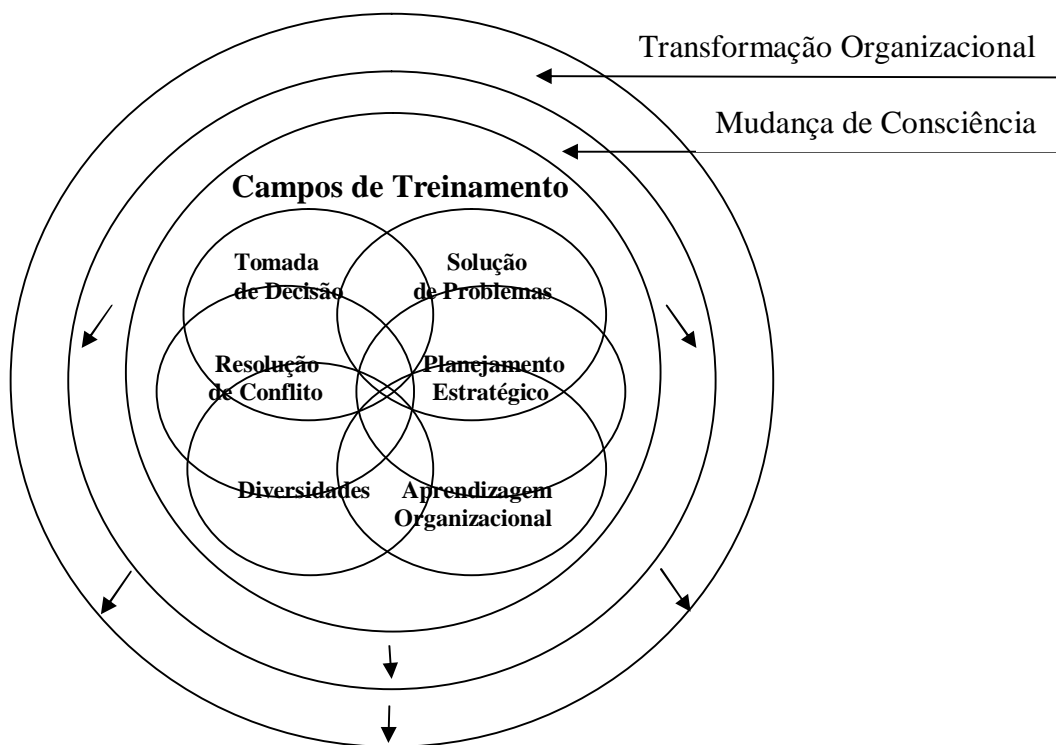 Transformação Organizacional
Mudança de Consciência
Campos de Treinamento
Tomada
de Decisão
Solução
de Problemas
Resolução
de Conflito
Planejamento
Estratégico
Diversidades
Aprendizagem
Organizacional